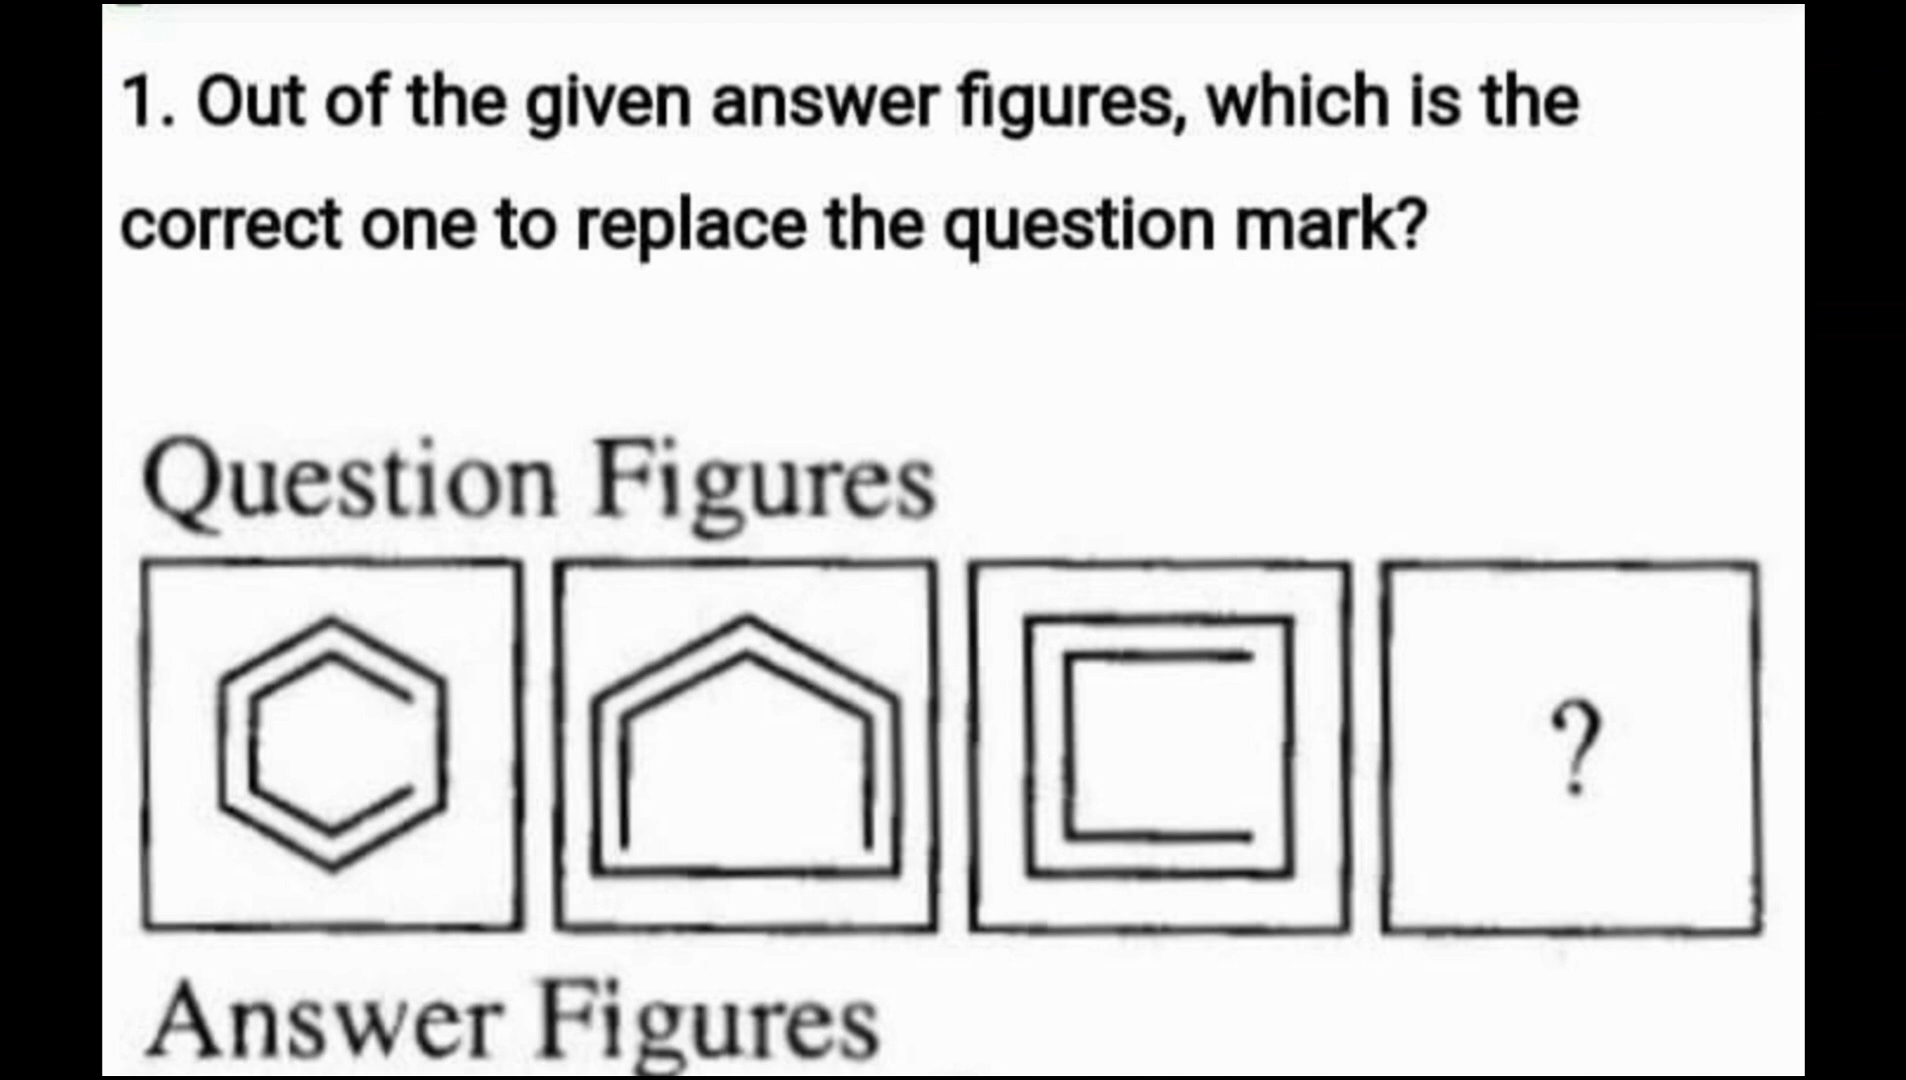 1. Out of the given answer figures, which is the
correct one to replace the question mark?
Question Figures
?
Answer Figures